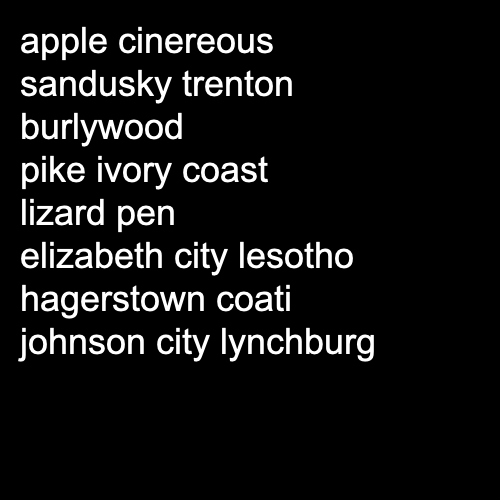 apple cinereous
sandusky trenton
burlywood
pike ivory coast
lizard pen
elizabeth city lesotho
hagerstown coati
johnson city lynchburg